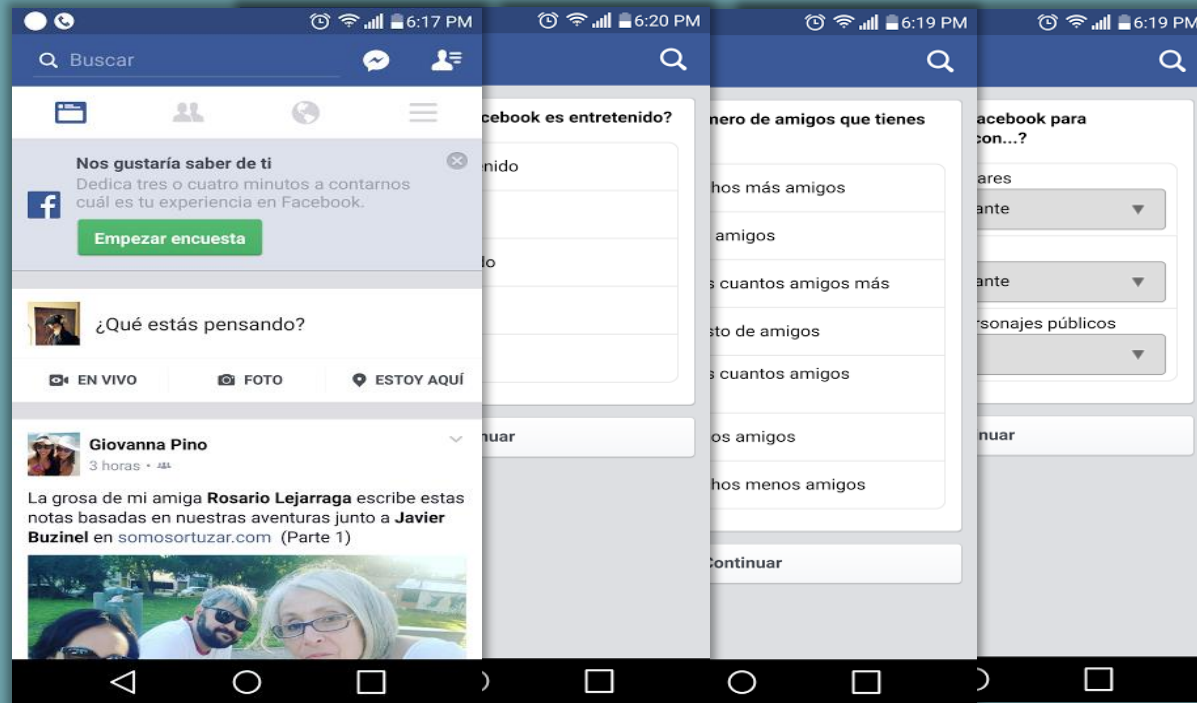 6:17 PM
Buscar
Nos gustaría saber de ti
Dedica tres o cuatro minutos a contarnos
cuál es tu experiencia en Facebook.
Empezar encuesta
¿Qué estás pensando?
EN VIVO FOTO ESTOY AQUÍ
Giovanna Pino
3 horas •
La grosa de mi amiga Rosario Lejarraga escribe estas
notas basadas en nuestras aventuras junto a Javier
Buzinel en somosortuzar.com (Parte 1)
6:20 PM
cebook es entretenido?
nido
lo
nuar
6:19 PM
nero de amigos que tienes
hos más amigos
amigos
s cuantos amigos más
sto de amigos
s cuantos amigos
os amigos
hos menos amigos
Continuar
6:19 PM
acebook para
con...?
ares
ante
ante
rsonajes públicos
nuar